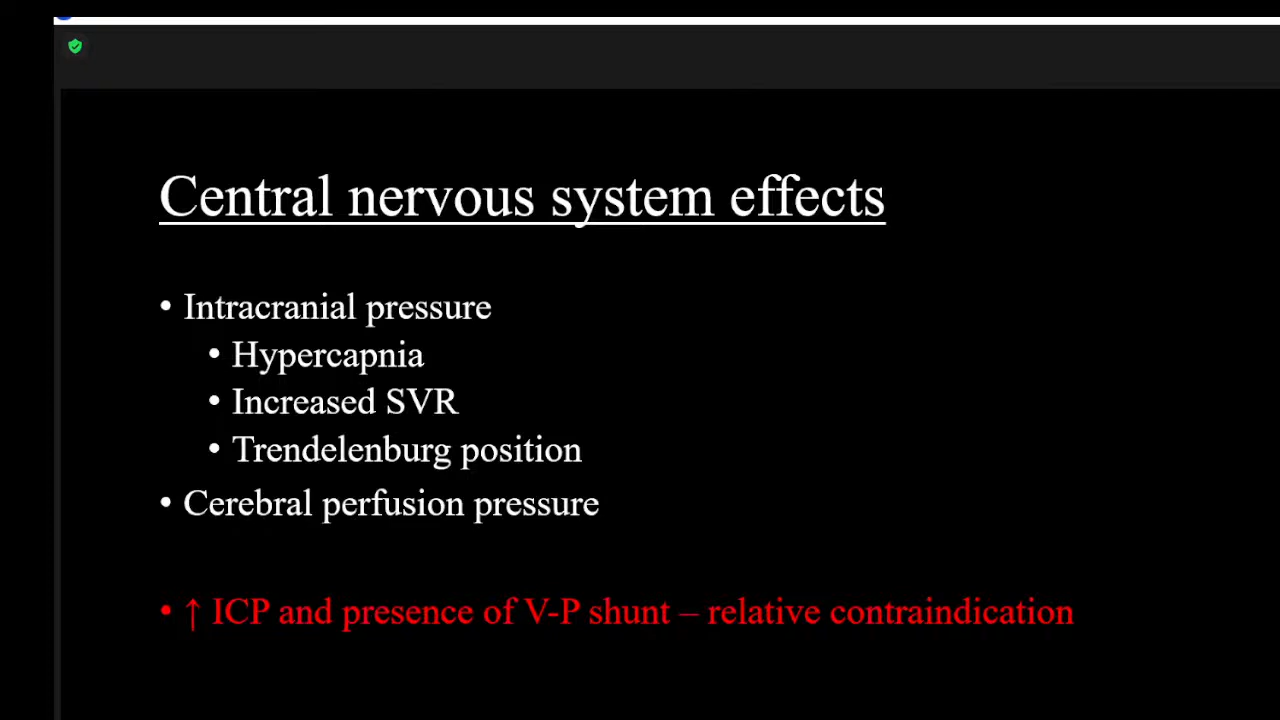 Central nervous system effects
• Intracranial pressure
• Hypercapnia
• Increased SVR
• Trendelenburg position
• Cerebral perfusion pressure
• ↑ ICP and presence of V-P shunt – relative contraindication